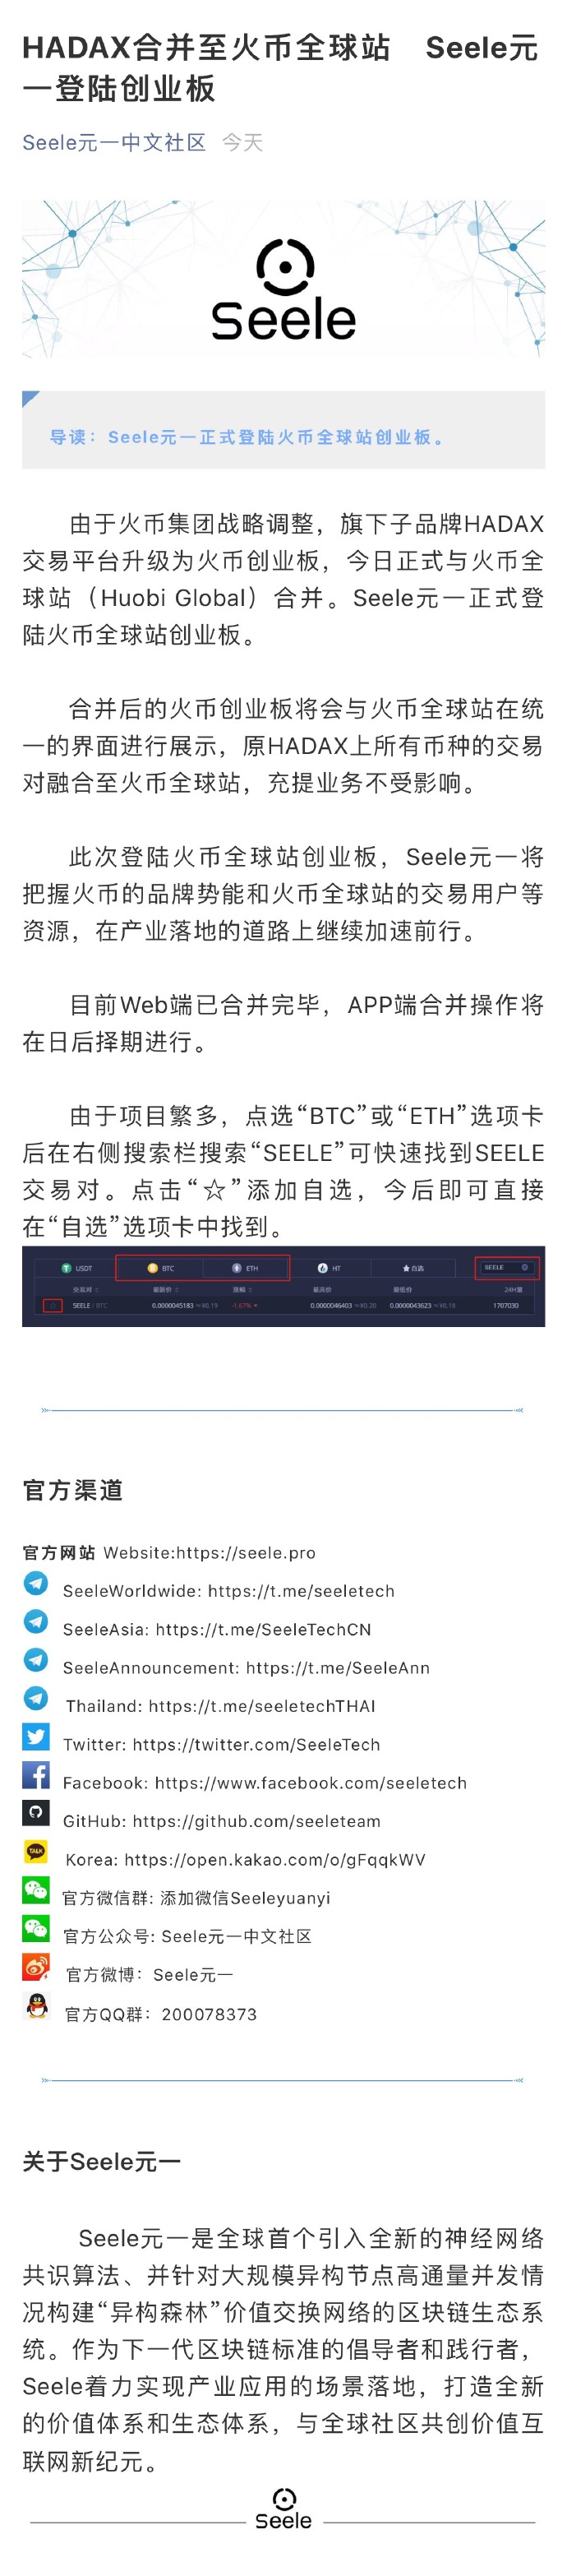 HADAX合并至火币全球站 Seele元
一登陆创业板
Seele元一中文社区 今天
Seele
导读：Seele元一正式登陆火币全球站创业板。
由于火币集团战略调整，旗下子品牌HADAX
交易平台升级为火币创业板，今日正式与火币全
球站（Huobi Global）合并。Seele元一正式登
陆火币全球站创业板。
合并后的火币创业板将会与火币全球站在统
一的界面进行展示，原HADAX上所有币种的交易
对融合至火币全球站，充提业务不受影响。
此次登陆火币全球站创业板，Seele元一将
把握火币的品牌势能和火币全球站的交易用户等
资源，在产业落地的道路上继续加速前行。
目前Web端已合并完毕，APP端合并操作将
在日后择期进行。
由于项目繁多，点选“BTC”或“ETH”选项卡
后在右侧搜索栏搜索“SEELE”可快速找到SEELE
交易对。点击“☆”添加自选，今后即可直接
在“自选”选项卡中找到。
USDT BTC ETH HT ★自选 SEELE
交易对 最新价 涨幅 最高价 最低价 24H量
☆ SEELE / BTC 0.0000045183 ≈¥0.19 -1.67% 0.0000046403 ≈¥0.20 0.0000043623 ≈¥0.18 1707030
官方渠道
官方网站 Website:https://seele.pro
SeeleWorldwide: https://t.me/seeletech
SeeleAsia: https://t.me/SeeleTechCN
SeeleAnnouncement: https://t.me/SeeleAnn
Thailand: https://t.me/seeletechTHAI
Twitter: https://twitter.com/SeeleTech
Facebook: https://www.facebook.com/seeletech
GitHub: https://github.com/seeleteam
TALK Korea: https://open.kakao.com/o/gFqqkWV
官方微信群: 添加微信Seeleyuanyi
官方公众号: Seele元一中文社区
官方微博：Seele元一
官方QQ群：200078373
关于Seele元一
Seele元一是全球首个引入全新的神经网络
共识算法、并针对大规模异构节点高通量并发情
况构建“异构森林”价值交换网络的区块链生态系
统。作为下一代区块链标准的倡导者和践行者，
Seele着力实现产业应用的场景落地，打造全新
的价值体系和生态体系，与全球社区共创价值互
联网新纪元。
Seele